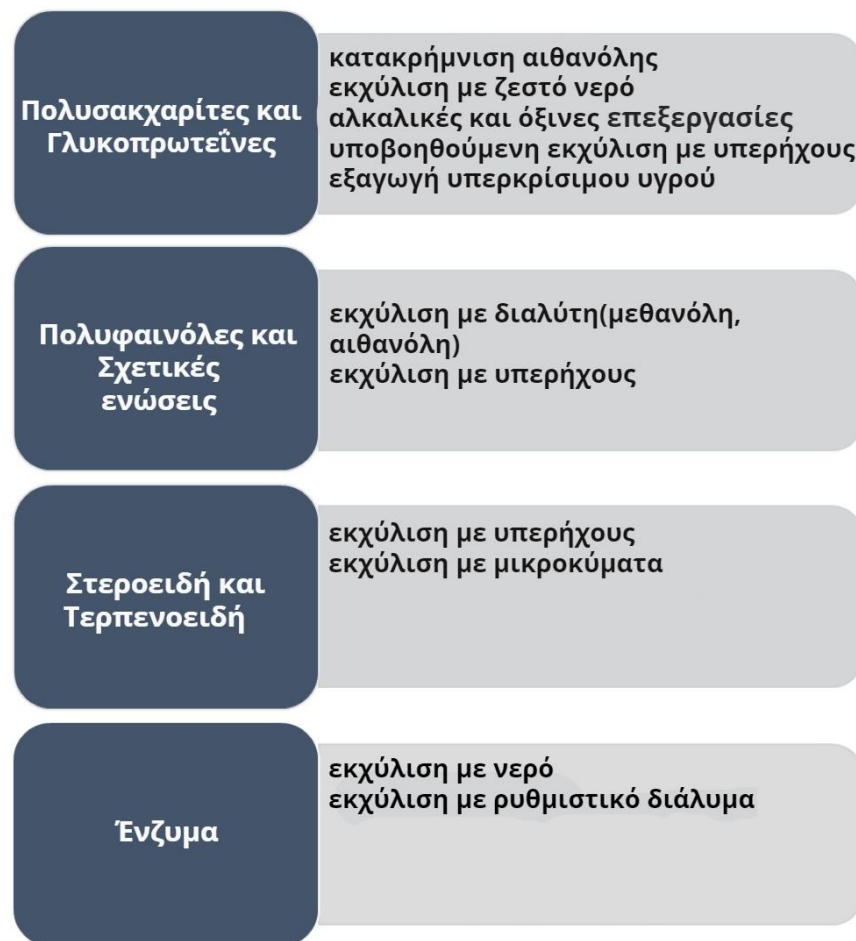 Πολυσακχαρίτες και
Γλυκοπρωτεΐνες
κατακρήμνιση αιθανόλης
εκχύλιση με ζεστό νερό
αλκαλικές και όξινες επεξεργασίες
υποβοηθούμενη εκχύλιση με υπερήχους
εξαγωγή υπερκρίσιμου υγρού
Πολυφαινόλες και
Σχετικές
ενώσεις
εκχύλιση με διαλύτη(μεθανόλη,
αιθανόλη)
εκχύλιση με υπερήχους
Στεροειδή και
Τερπενοειδή
εκχύλιση με υπερήχους
εκχύλιση με μικροκύματα
Ένζυμα
εκχύλιση με νερό
εκχύλιση με ρυθμιστικό διάλυμα